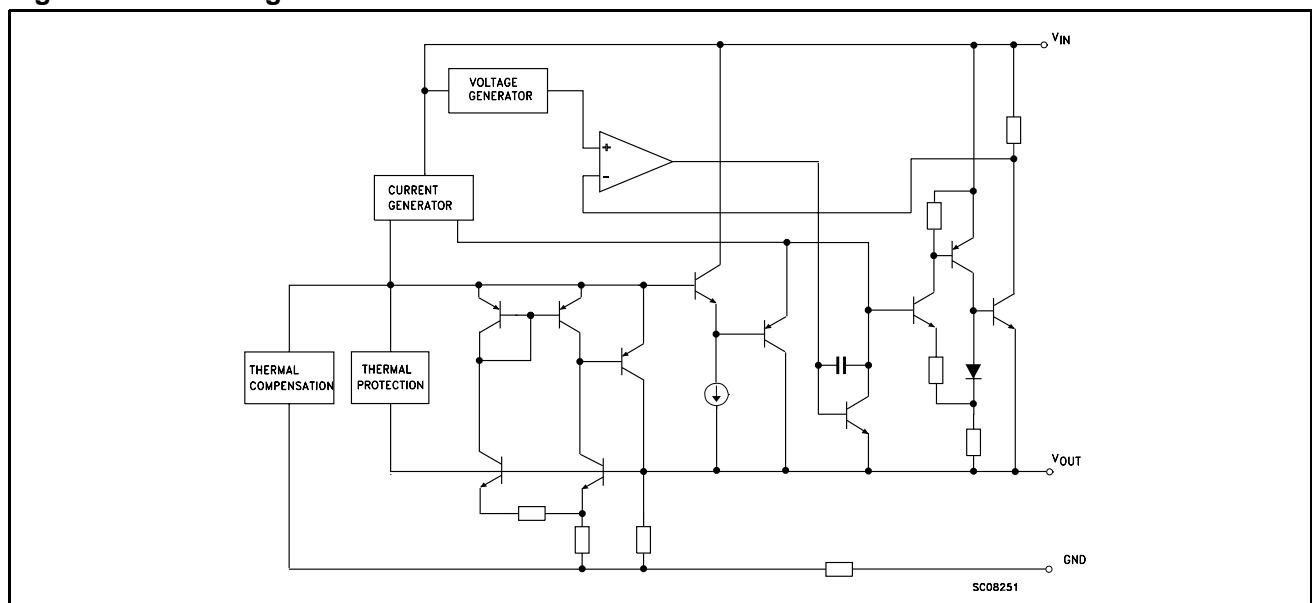 VIN
VOLTAGE
GENERATOR
+
-
CURRENT
GENERATOR
THERMAL
COMPENSATION
THERMAL
PROTECTION
VOUT
GND
SC08251